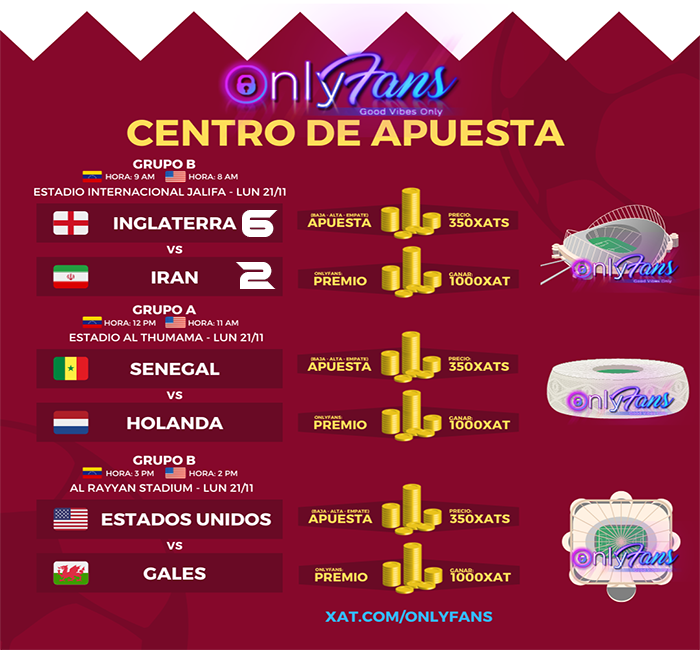 OnlyFans
Good Vibes Only
CENTRO DE APUESTA
GRUPO B
HORA: 9 AM HORA: 8 AM
ESTADIO INTERNACIONAL JALIFA - LUN 21/11
INGLATERRA 6
(BAJA - ALTA - EMPATE)
APUESTA
PRECIO:
350XATS
VS
IRAN 2
ONLYFANS:
PREMIO
GANAR:
1000XAT
OnlyFans
Good Vibes Only
GRUPO A
HORA: 12 PM HORA: 11 AM
ESTADIO AL THUMAMA - LUN 21/11
SENEGAL
(BAJA - ALTA - EMPATE)
APUESTA
PRECIO:
350XATS
VS
HOLANDA
ONLYFANS:
PREMIO
GANAR:
1000XAT
OnlyFans
GRUPO B
HORA: 3 PM HORA: 2 PM
AL RAYYAN STADIUM - LUN 21/11
ESTADOS UNIDOS
(BAJA - ALTA - EMPATE)
APUESTA
PRECIO:
350XATS
VS
GALES
ONLYFANS:
PREMIO
GANAR:
1000XAT
OnlyFans
XAT.COM/ONLYFANS